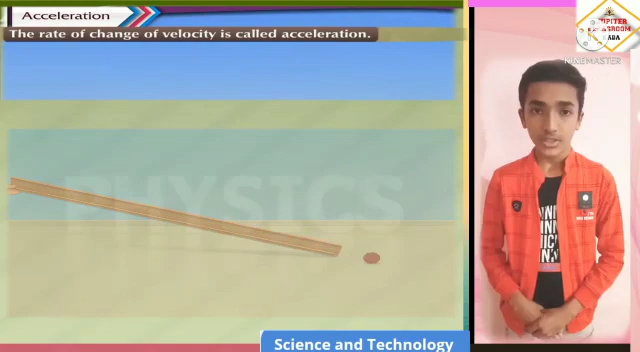 Acceleration
The rate of change of velocity is called acceleration.
PHYSICS
KINEMASTER
Science and Technology